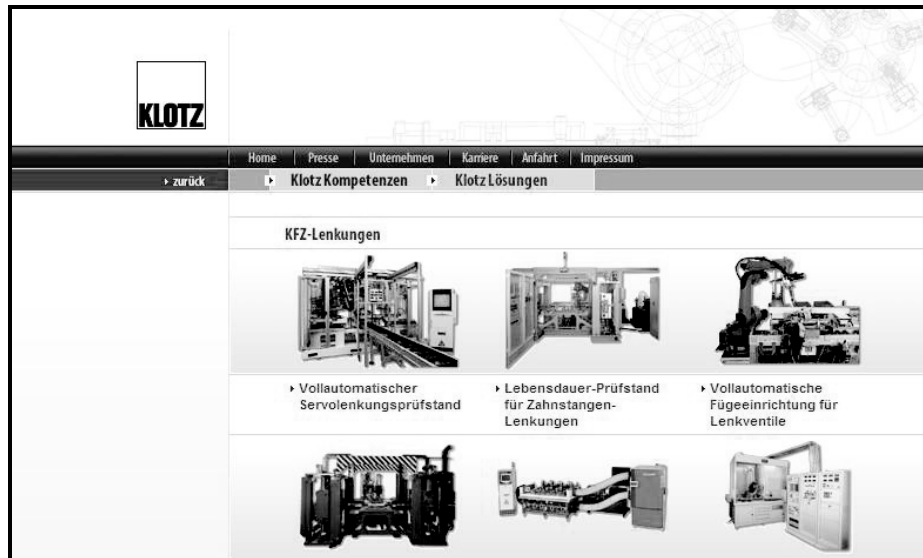 KLOTZ
Home Presse Unternehmen Karriere Anfahrt Impressum
zurück Klotz Kompetenzen Klotz Lösungen
KFZ-Lenkungen
Vollautomatischer
Servolenkungsprüfstand
Lebensdauer-Prüfstand
für Zahnstangen-
Lenkungen
Vollautomatische
Fügeeinrichtung für
Lenkventile